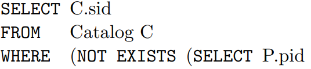 SELECT C.sid
FROM Catalog C
WHERE (NOT EXISTS (SELECT P.pid